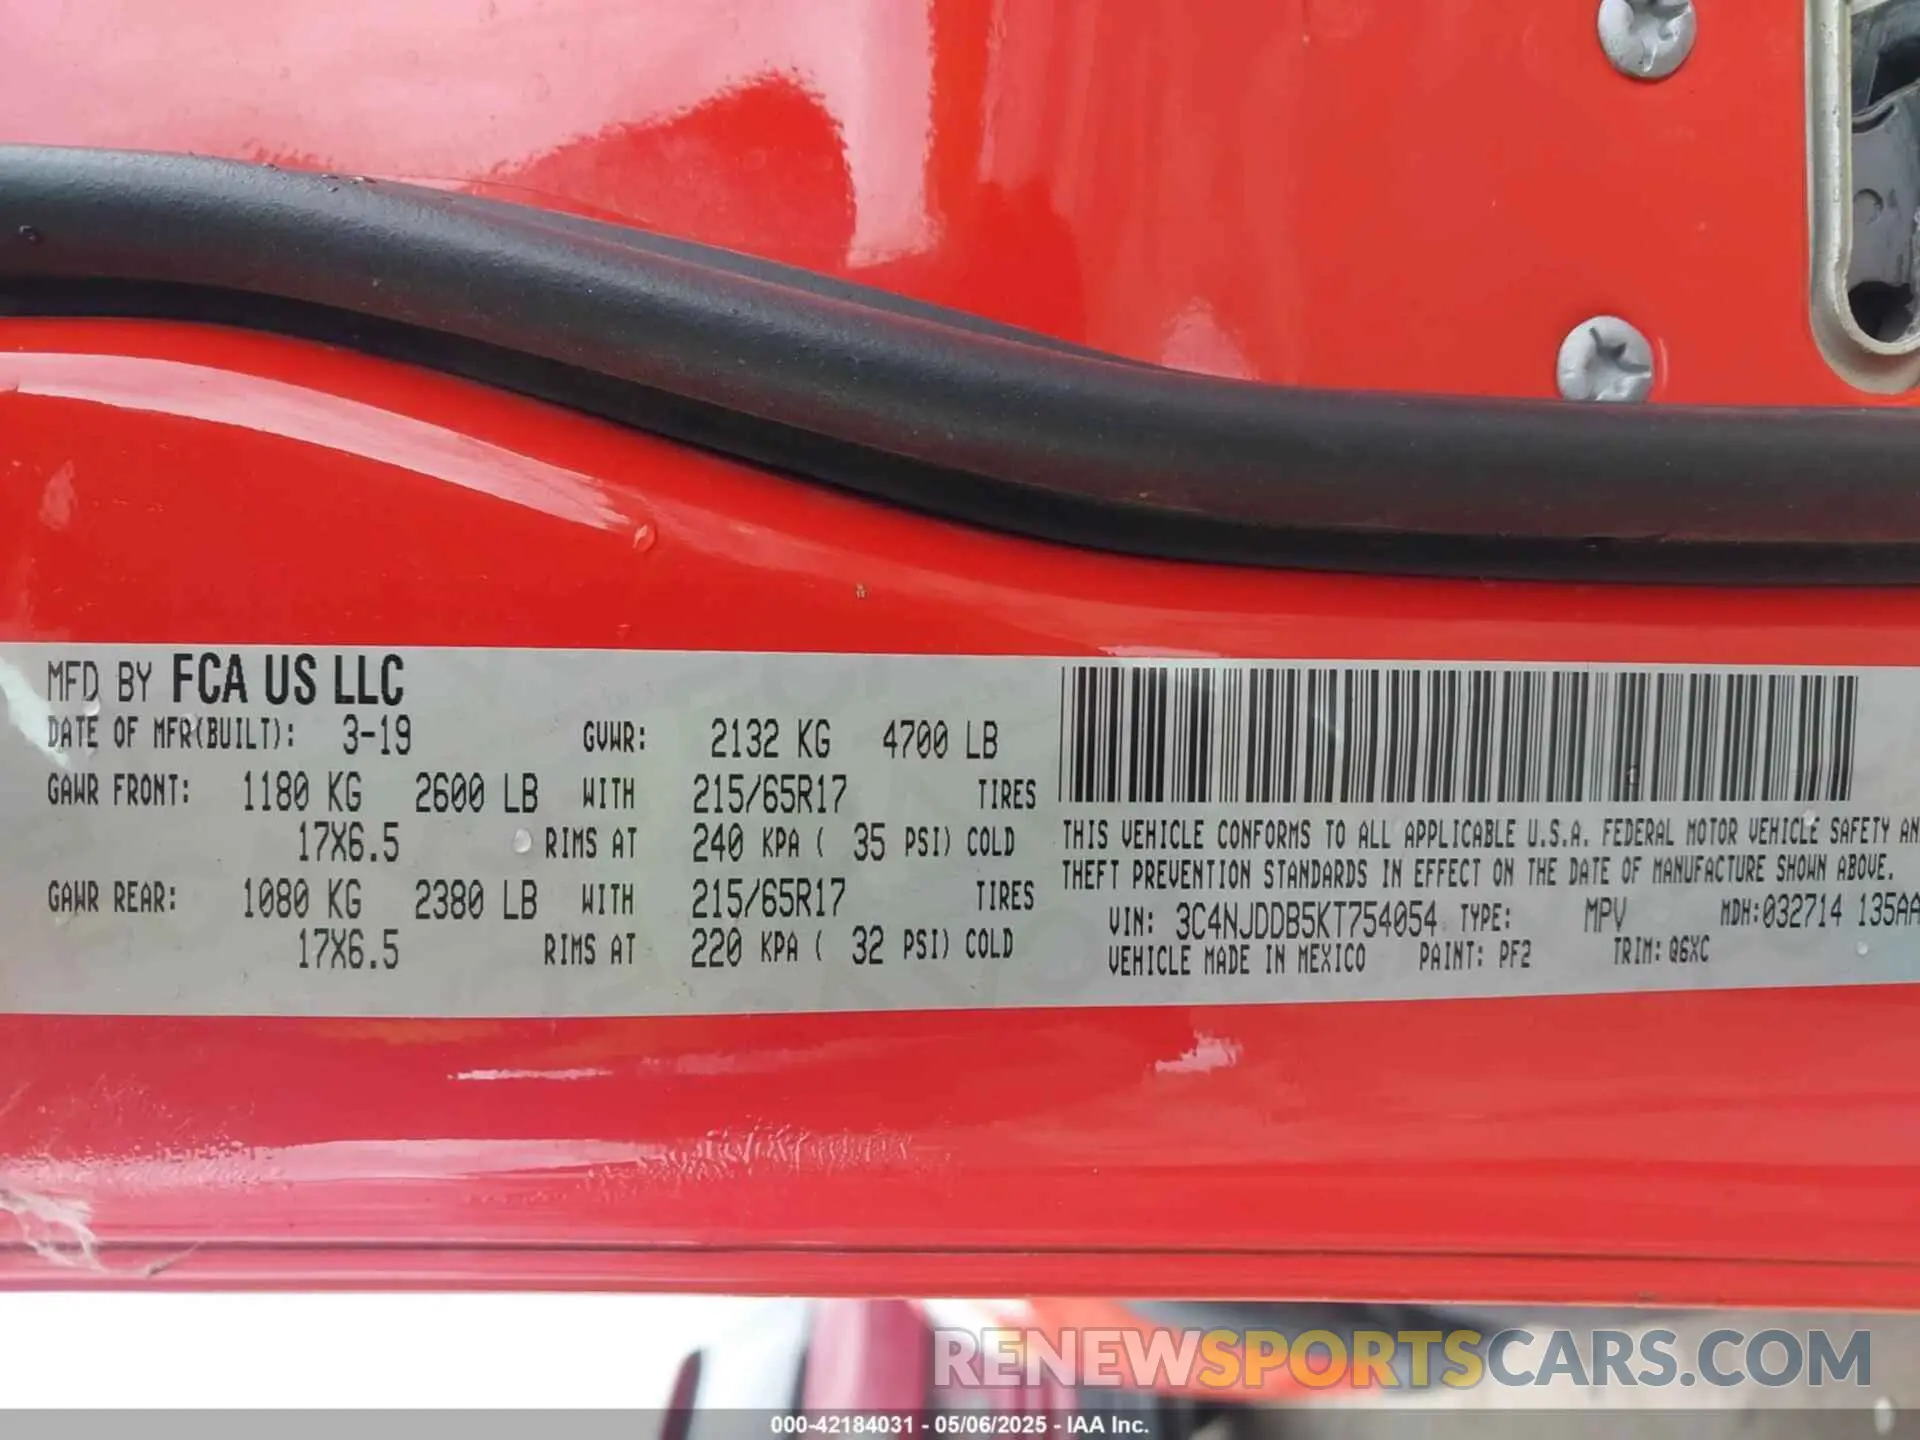 MFD BY FCA US LLC
DATE OF MFR(BUILT): 3-19 GVWR: 2132 KG 4700 LB
GAWR FRONT: 1180 KG 2600 LB WITH 215/65R17 TIRES
17X6.5 RIMS AT 240 KPA ( 35 PSI) COLD
GAWR REAR: 1080 KG 2380 LB WITH 215/65R17 TIRES
17X6.5 RIMS AT 220 KPA ( 32 PSI) COLD
THIS VEHICLE CONFORMS TO ALL APPLICABLE U.S.A. FEDERAL MOTOR VEHICLE SAFETY AN
THEFT PREVENTION STANDARDS IN EFFECT ON THE DATE OF MANUFACTURE SHOWN ABOVE.
VIN: 3C4NJDDB5KT754054 TYPE: MPV MDH:032714 135AA
VEHICLE MADE IN MEXICO PAINT: PF2 TRIM: Q6XC
RENEWSPORTSCARS.COM
000-42184031 - 05/06/2025 - IAA Inc.